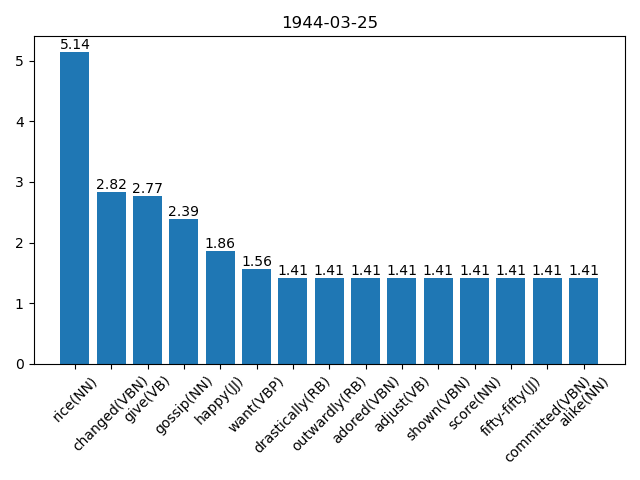 1944-03-25
5.14
2.82
2.77
2.39
1.86
1.56
1.41
1.41
1.41
1.41
1.41
1.41
1.41
1.41
1.41
5
4
3
2
1
0
rice(NN)
changed(VBN)
give(VB)
gossip(NN)
happy(JJ)
want(VBP)
drastically(RB)
outwardly(RB)
adored(VBN)
adjust(VB)
shown(VBN)
score(NN)
fifty-fifty(JJ)
committed(VBN)
alike(NN)